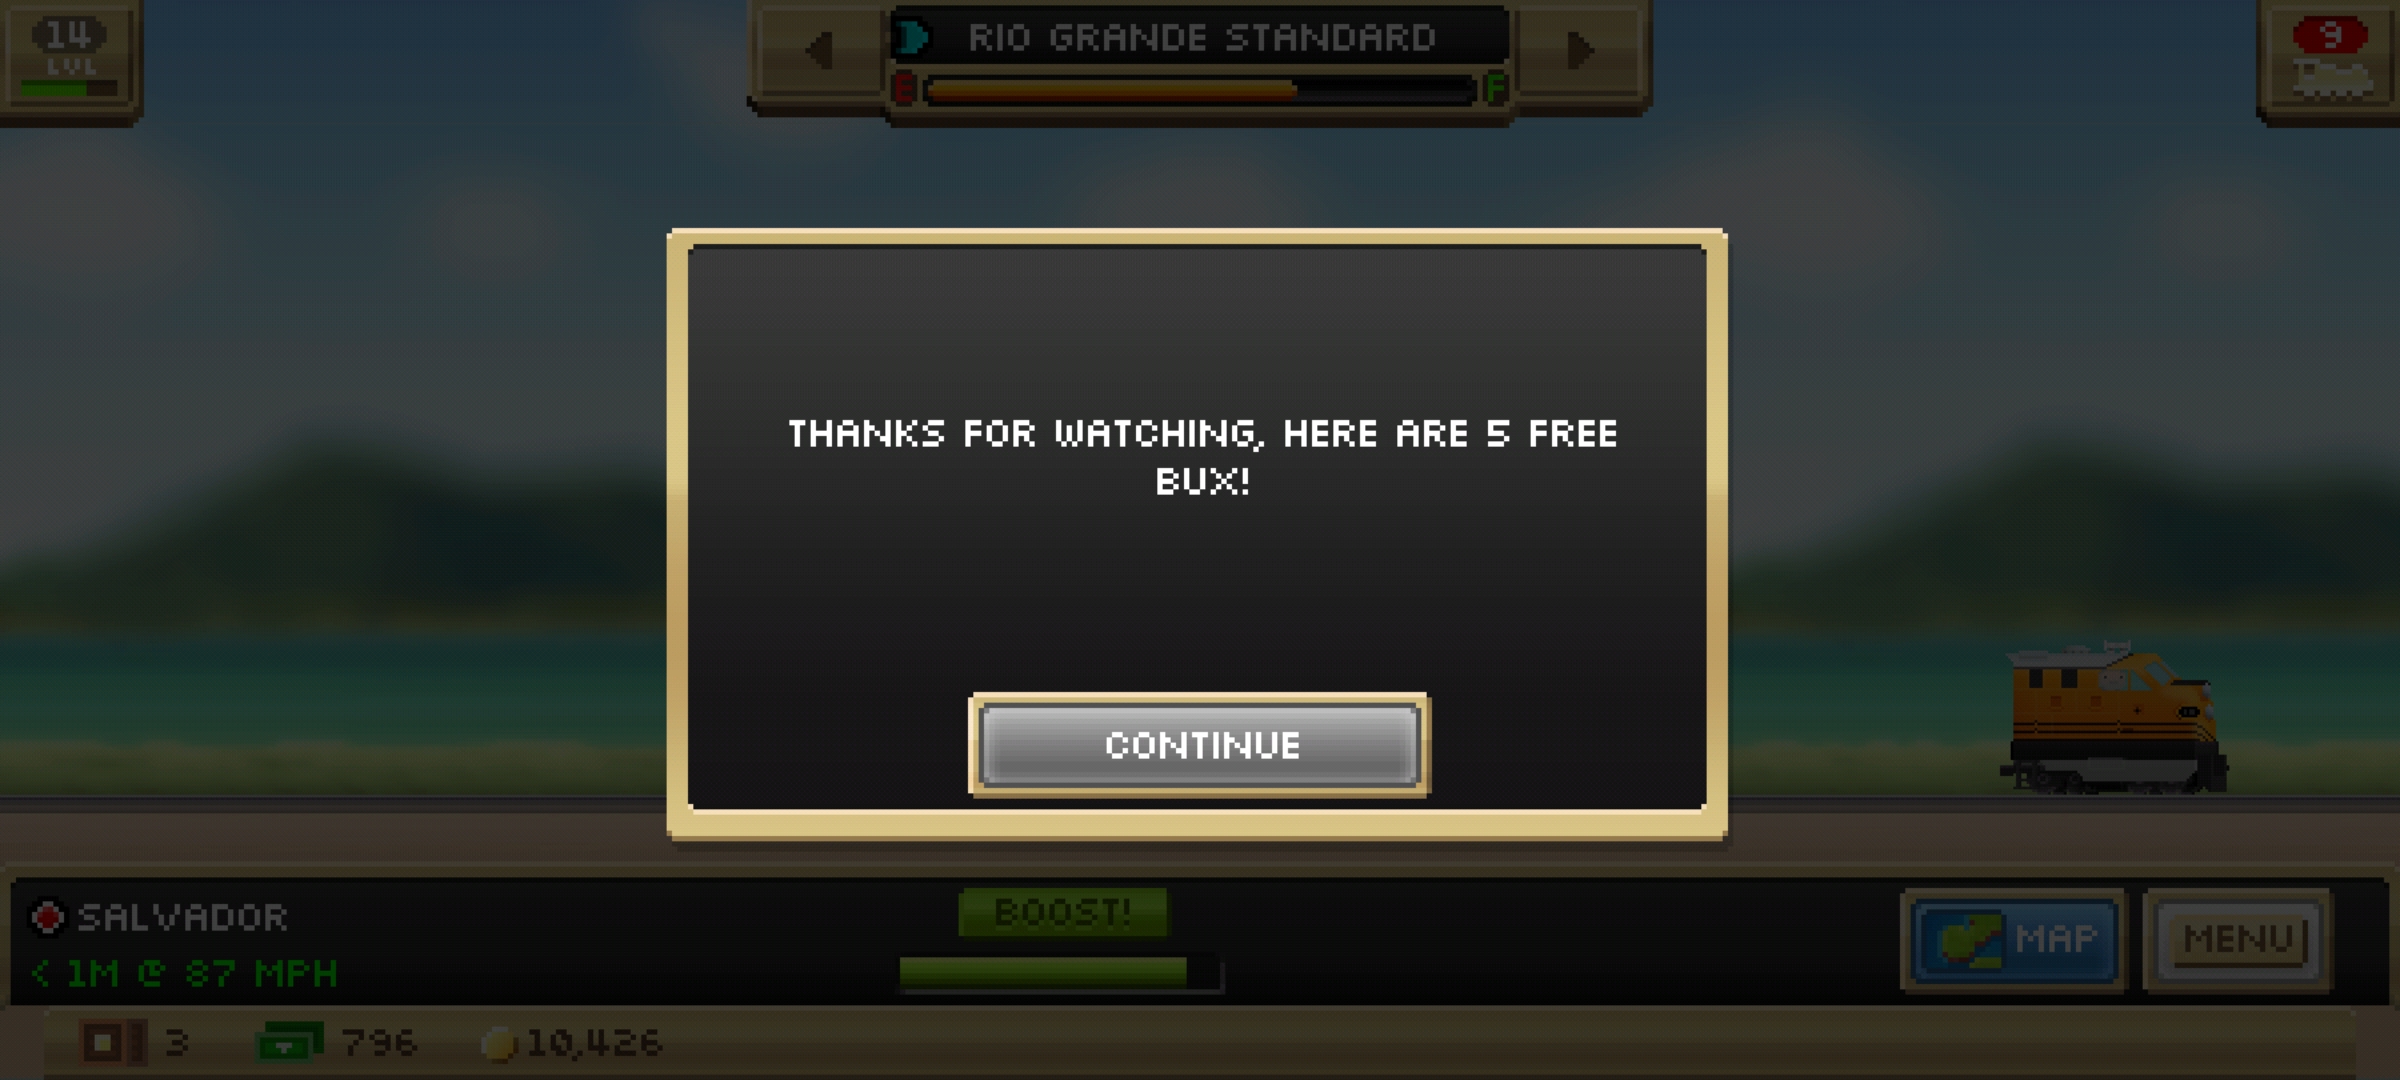 14
LVL
RIO GRANDE STANDARD
E F
9
THANKS FOR WATCHING, HERE ARE 5 FREE
BUX!
CONTINUE
SALVADOR
< 1M @ 87 MPH
BOOST!
MAP
MENU
3 796 10,426